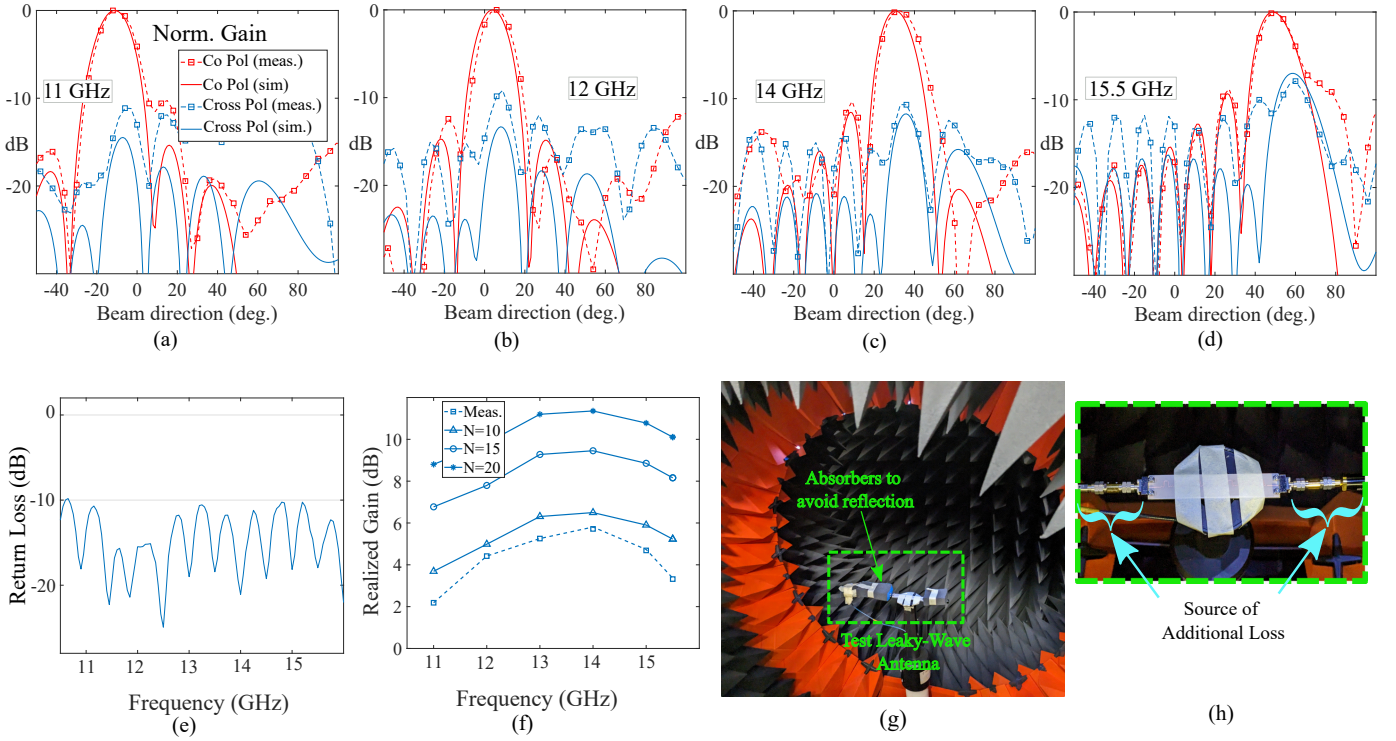 0
-10
-20
dB
Norm. Gain
Co Pol (meas.)
Co Pol (sim)
Cross Pol (meas.)
Cross Pol (sim.)
11 GHz
-40 -20 0 20 40 60 80
Beam direction (deg.)
(a)
0
-10
-20
dB
12 GHz
-40 -20 0 20 40 60 80
Beam direction (deg.)
(b)
0
-10
-20
dB
14 GHz
-40 -20 0 20 40 60 80
Beam direction (deg.)
(c)
0
-10
-20
dB
15.5 GHz
-40 -20 0 20 40 60 80
Beam direction (deg.)
(d)
Return Loss (dB)
0
-10
-20
11 12 13 14 15
Frequency (GHz)
(e)
Realized Gain (dB)
10
8
6
4
2
0
Meas.
N=10
N=15
N=20
11 12 13 14 15
Frequency (GHz)
(f)
Absorbers to
avoid reflection
Test Leaky-Wave
Antenna
(g)
Source of
Additional Loss
(h)